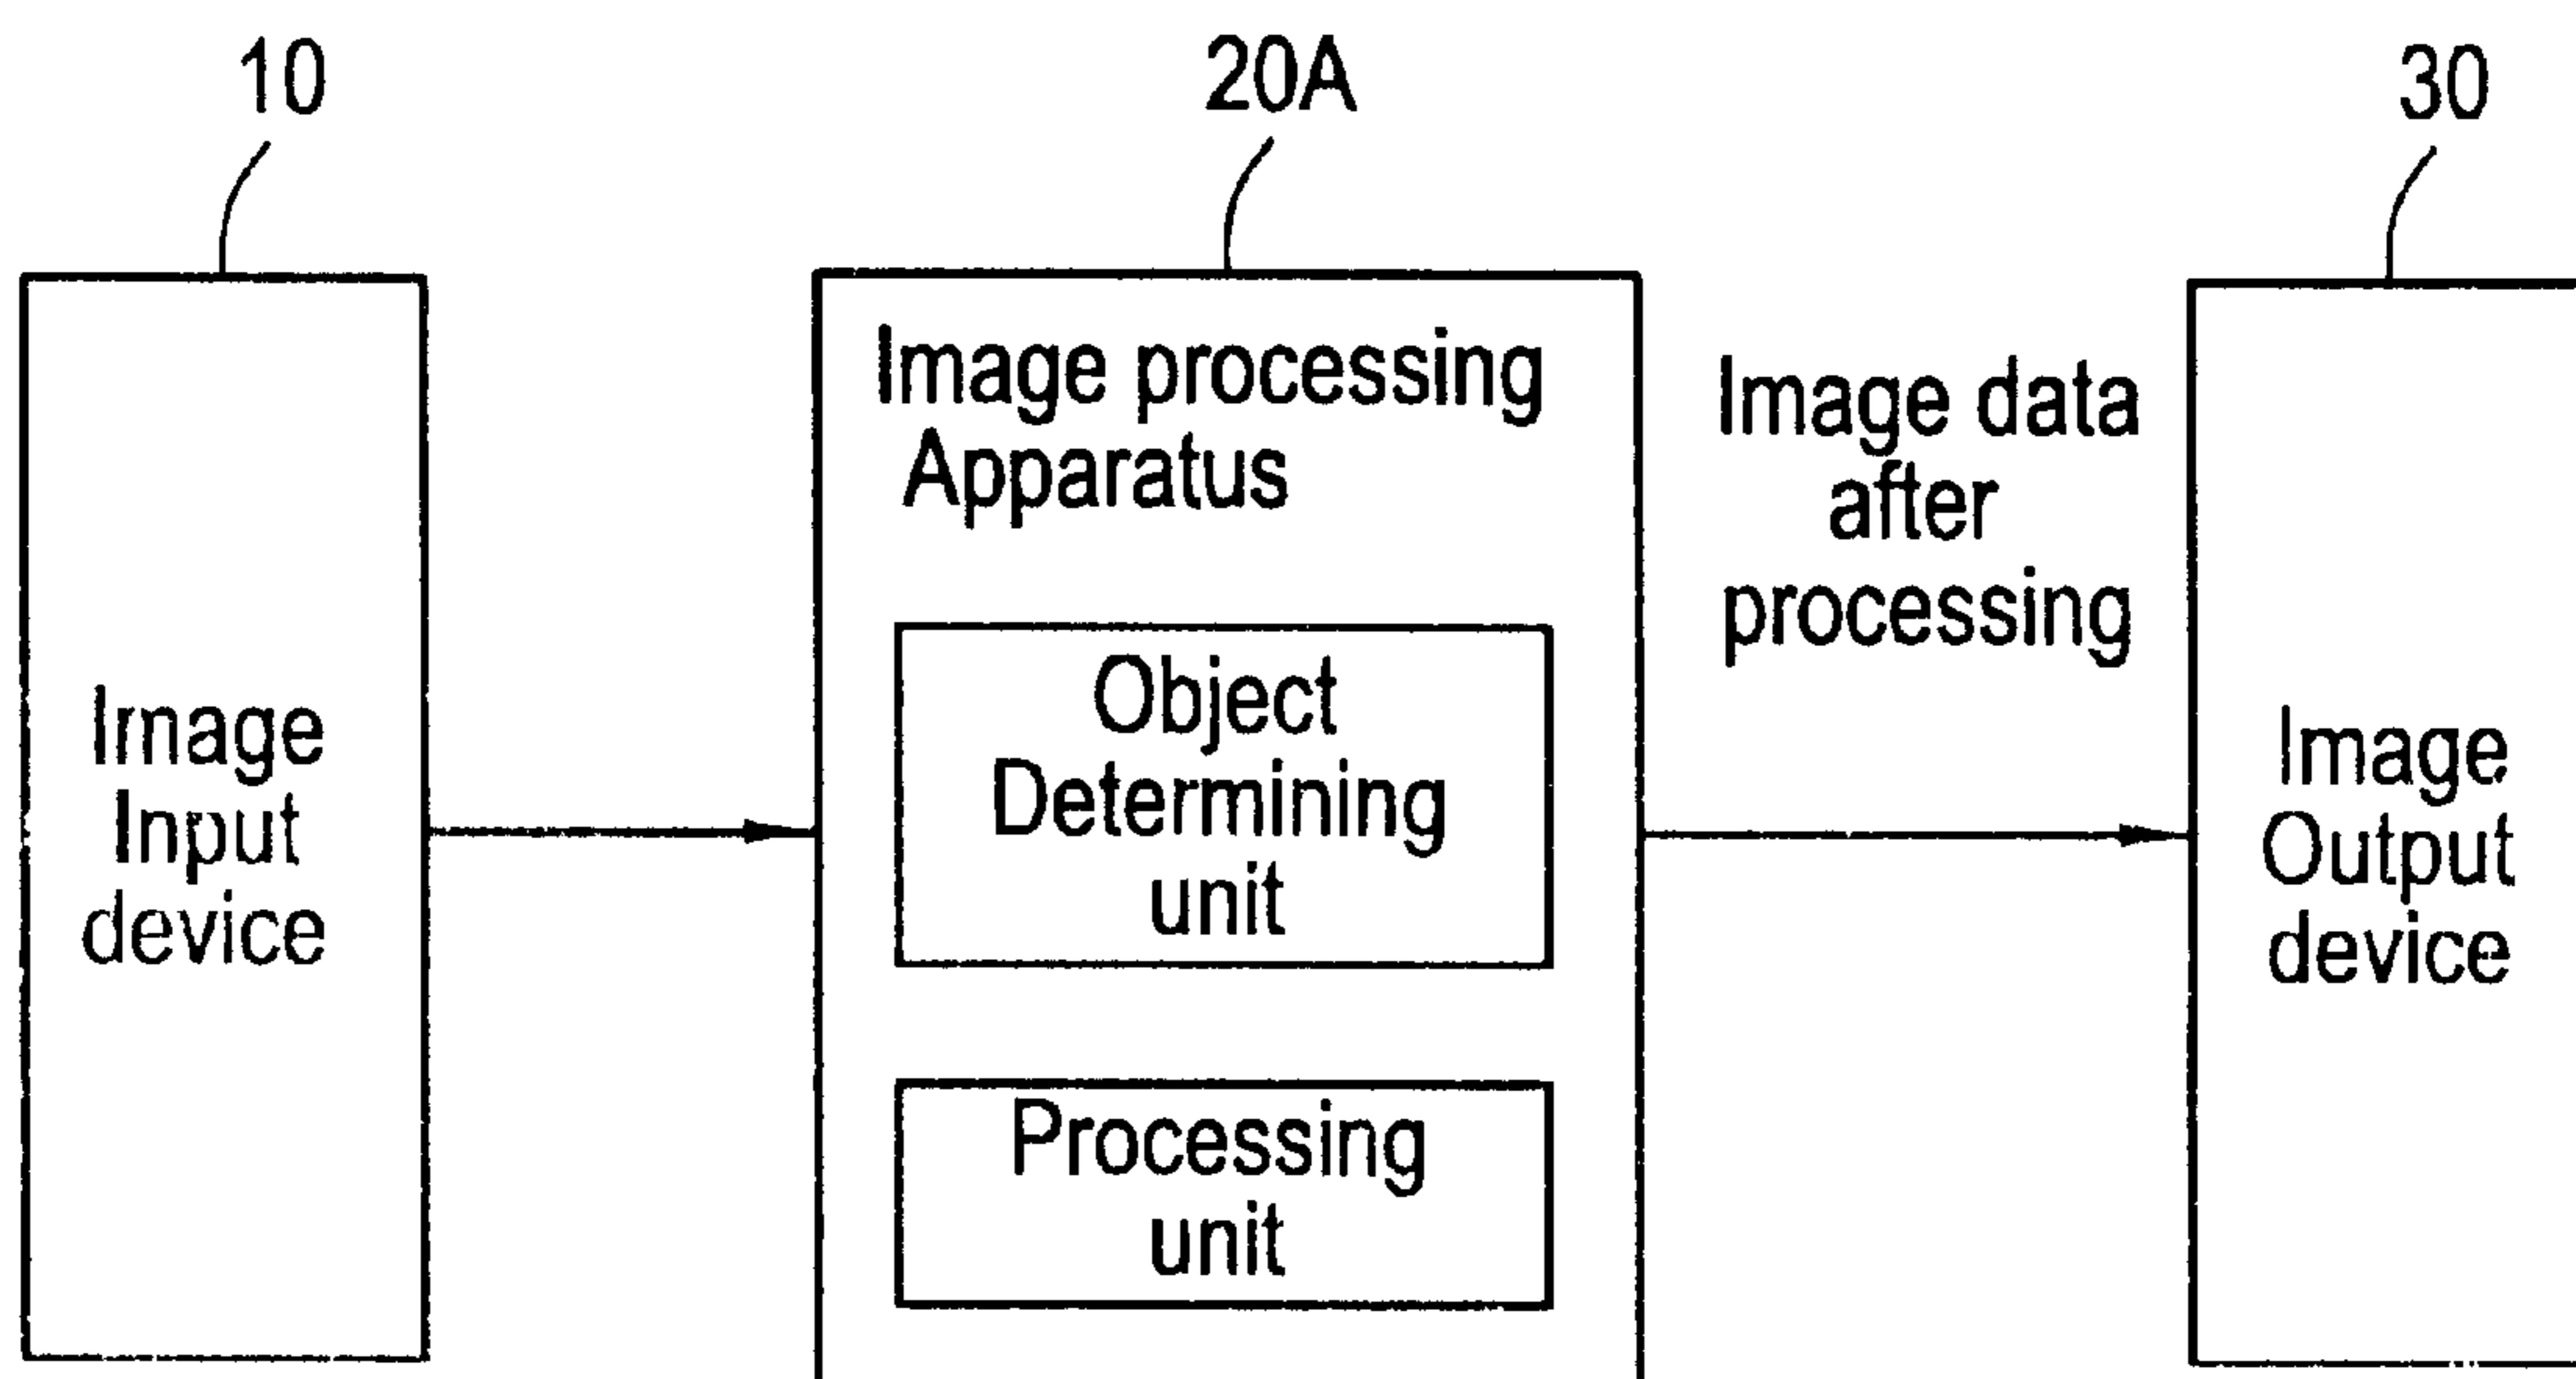 10
20A
30
Image
Input
device
Image processing
Apparatus
Object
Determining
unit
Processing
unit
Image data
after
processing
Image
Output
device